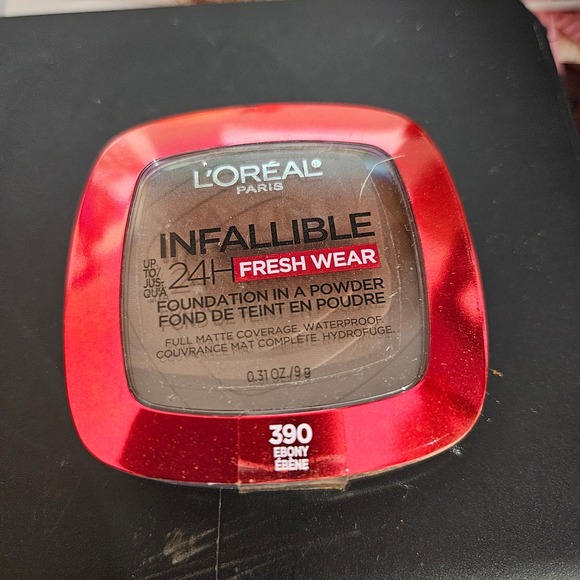 L'ORÉAL®
PARIS
INFALLIBLE
UP
TO/
JUS-
QU'À
24H FRESH WEAR
FOUNDATION IN A POWDER
FOND DE TEINT EN POUDRE
FULL MATTE COVERAGE. WATERPROOF.
COUVRANCE MAT COMPLÈTE. HYDROFUGE.
0.31 OZ./9 g
390
EBONY
ÉBÈNE